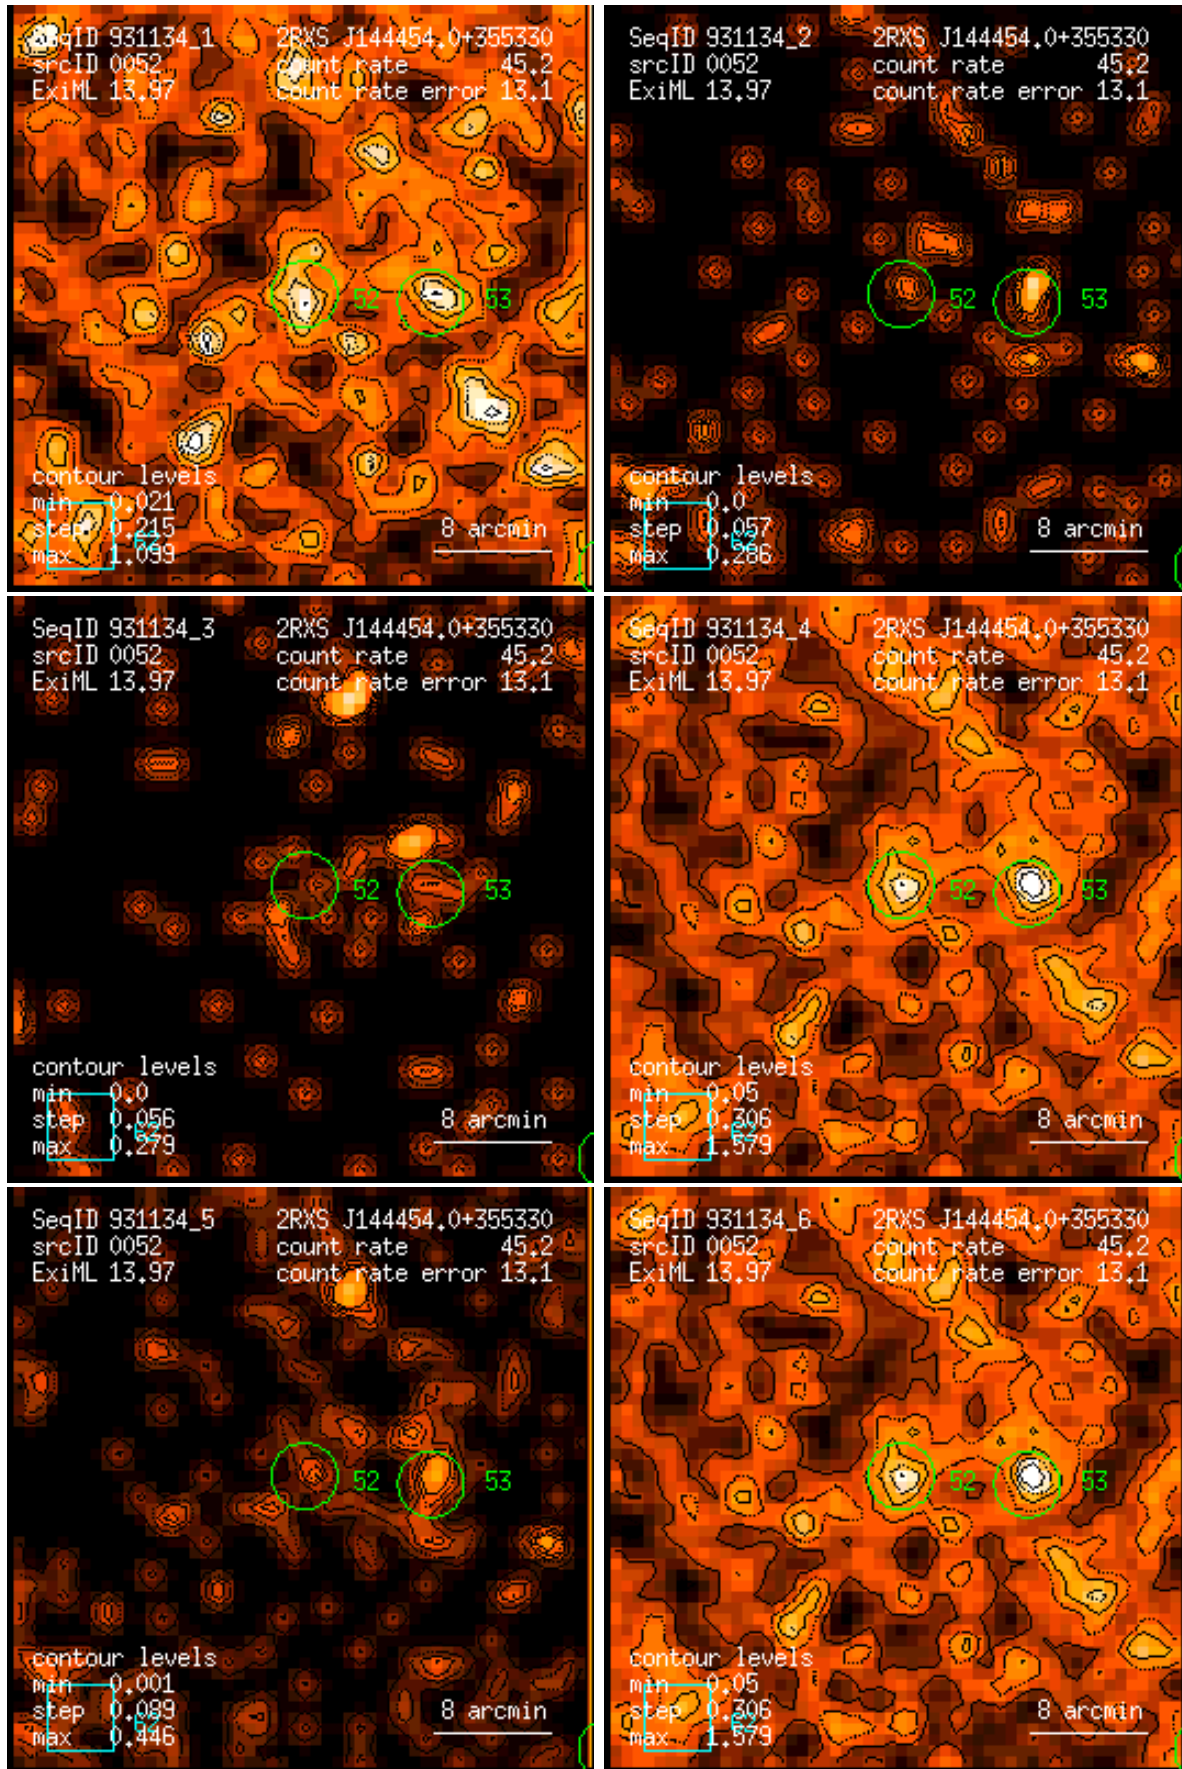 SeqID 931134_1 2RXS J144454.0+355330
srcID 0052 count rate 45.2
ExiML 13.97 count rate error 13.1
52 53
contour levels
min 0.021
step 0.215 8 arcmin
62
max 1.099
SeqID 931134_2 2RXS J144454.0+355330
srcID 0052 count rate 45.2
ExiML 13.97 count rate error 13.1
52 53
contour levels
min 0.0
step 0.057 8 arcmin
62
max 0.286
SeqID 931134_3 2RXS J144454.0+355330
srcID 0052 count rate 45.2
ExiML 13.97 count rate error 13.1
52 53
contour levels
min 0.0
step 0.056 8 arcmin
62
max 0.279
SeqID 931134_4 2RXS J144454.0+355330
srcID 0052 count rate 45.2
ExiML 13.97 count rate error 13.1
52 53
contour levels
min 0.05
step 0.306 8 arcmin
62
max 1.579
SeqID 931134_5 2RXS J144454.0+355330
srcID 0052 count rate 45.2
ExiML 13.97 count rate error 13.1
52 53
contour levels
min 0.001
step 0.089 8 arcmin
62
max 0.446
SeqID 931134_6 2RXS J144454.0+355330
srcID 0052 count rate 45.2
ExiML 13.97 count rate error 13.1
52 53
contour levels
min 0.05
step 0.306 8 arcmin
62
max 1.579